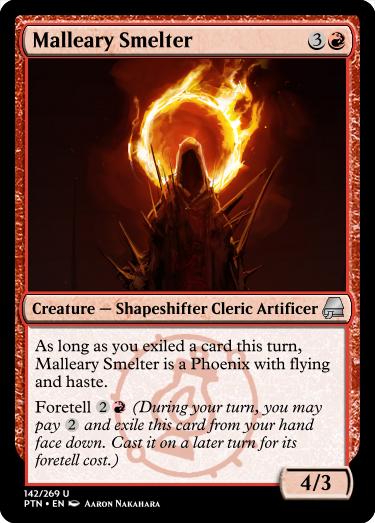 Malleary Smelter 3
Creature — Shapeshifter Cleric Artificer
As long as you exiled a card this turn,
Malleary Smelter is a Phoenix with flying
and haste.
Foretell 2 (During your turn, you may
pay 2 and exile this card from your hand
face down. Cast it on a later turn for its
foretell cost.)
4/3
142/269 U
PTN • EN Aaron Nakahara